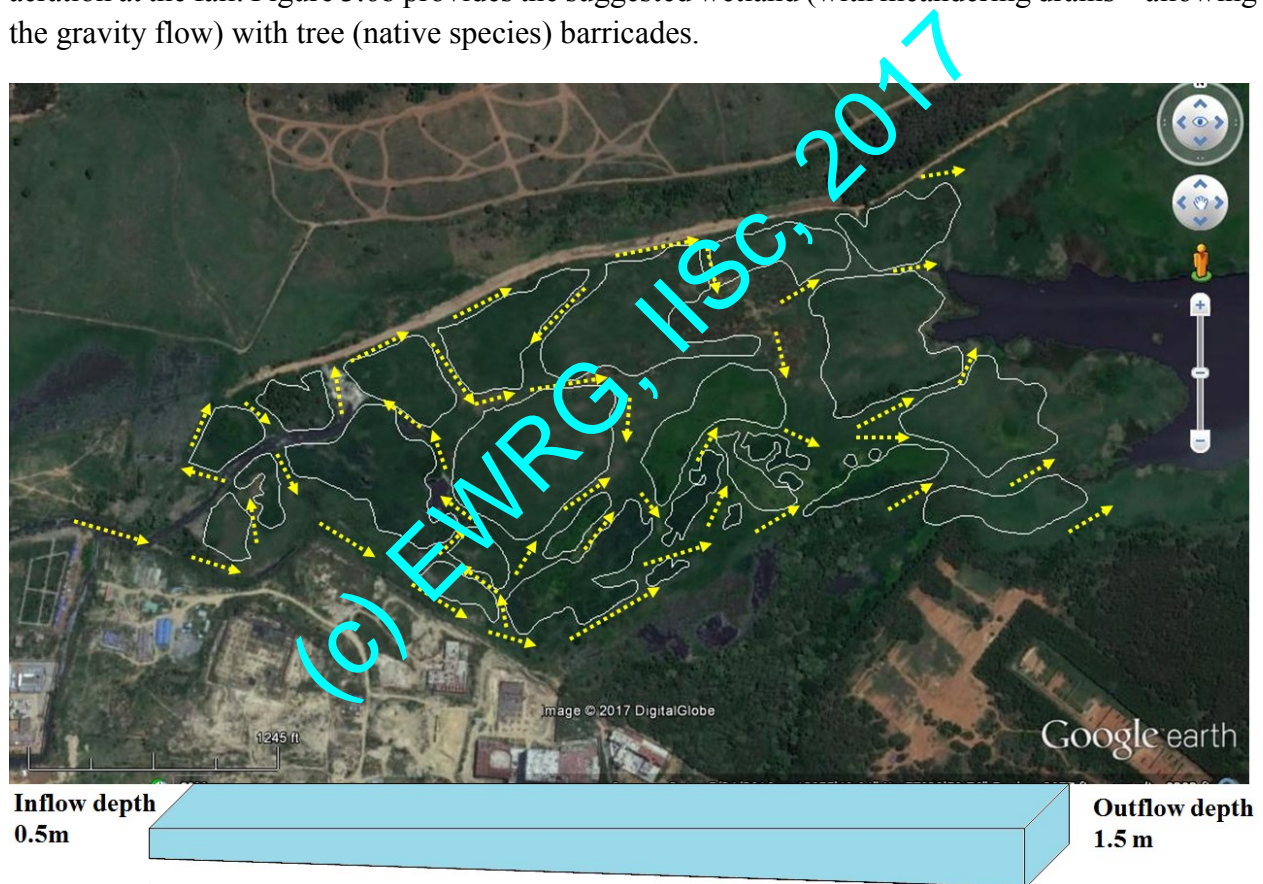 the gravity flow) with tree (native species) barricades.
(c) EWRG, IISc, 2017
Image © 2017 DigitalGlobe
Google earth
1245 ft
Inflow depth
0.5m
Outflow depth
1.5 m